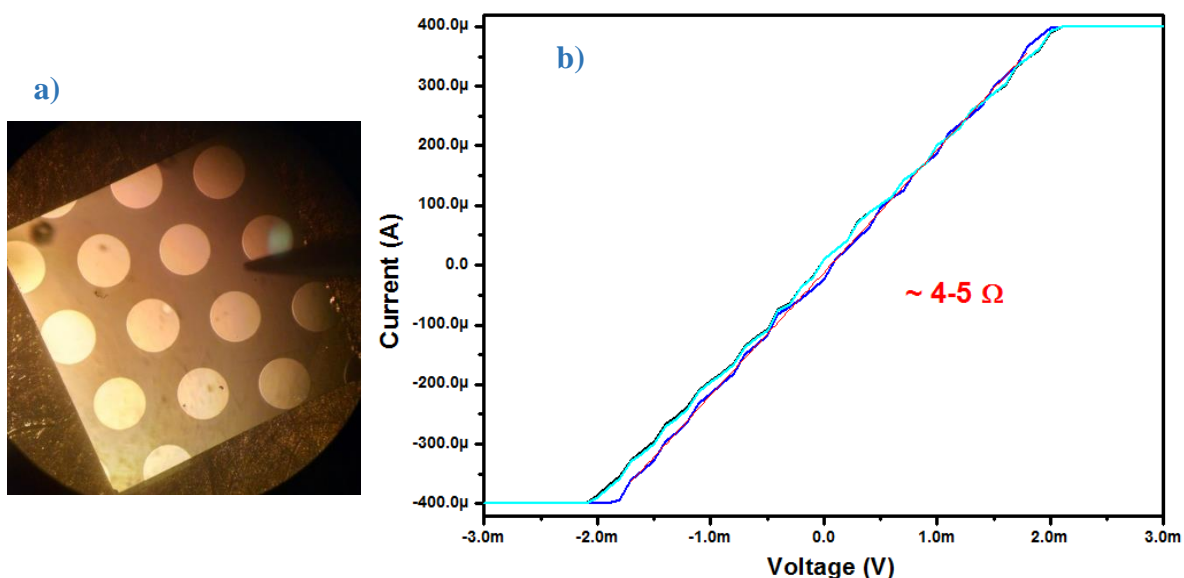 a)
b)
400.0µ
300.0µ
200.0µ
100.0µ
0.0
-100.0µ
-200.0µ
-300.0µ
-400.0µ
Current (A)
~ 4-5 Ω
-3.0m -2.0m -1.0m 0.0 1.0m 2.0m 3.0m
Voltage (V)